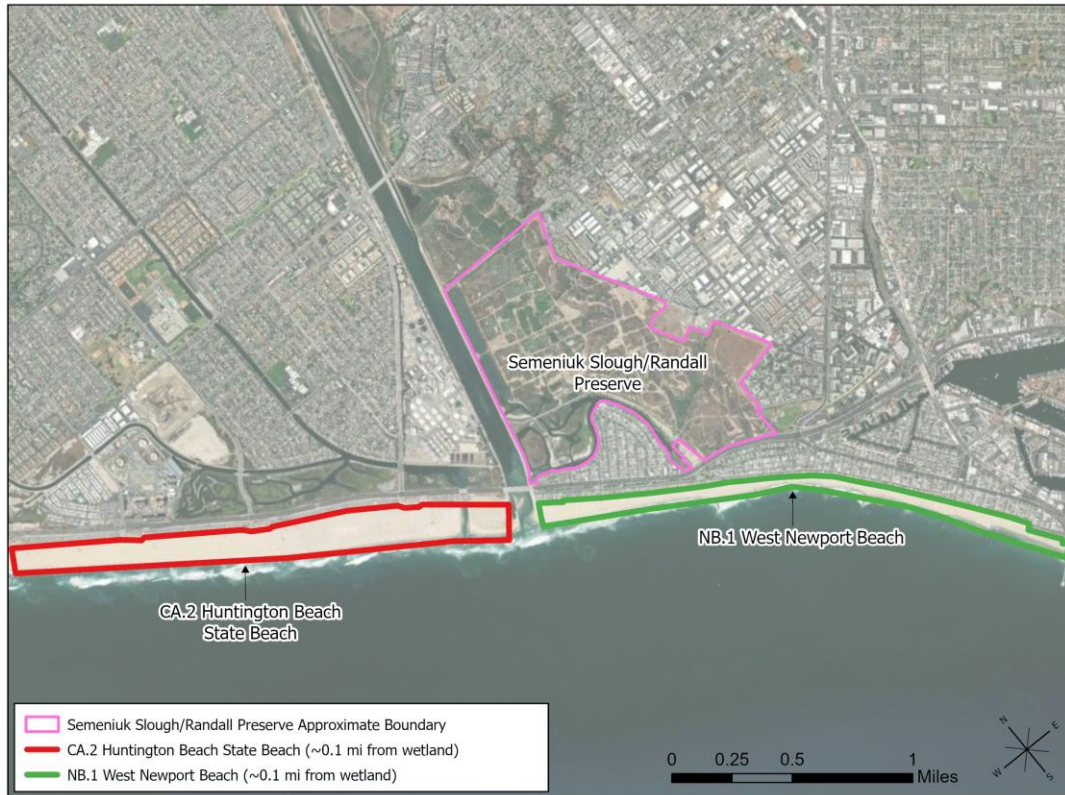 Semeniuk Slough/Randall
Preserve
NB.1 West Newport Beach
CA.2 Huntington Beach
State Beach
Semeniuk Slough/Randall Preserve Approximate Boundary
CA.2 Huntington Beach State Beach (~0.1 mi from wetland)
NB.1 West Newport Beach (~0.1 mi from wetland)
0 0.25 0.5 1
Miles
N
E
W
S